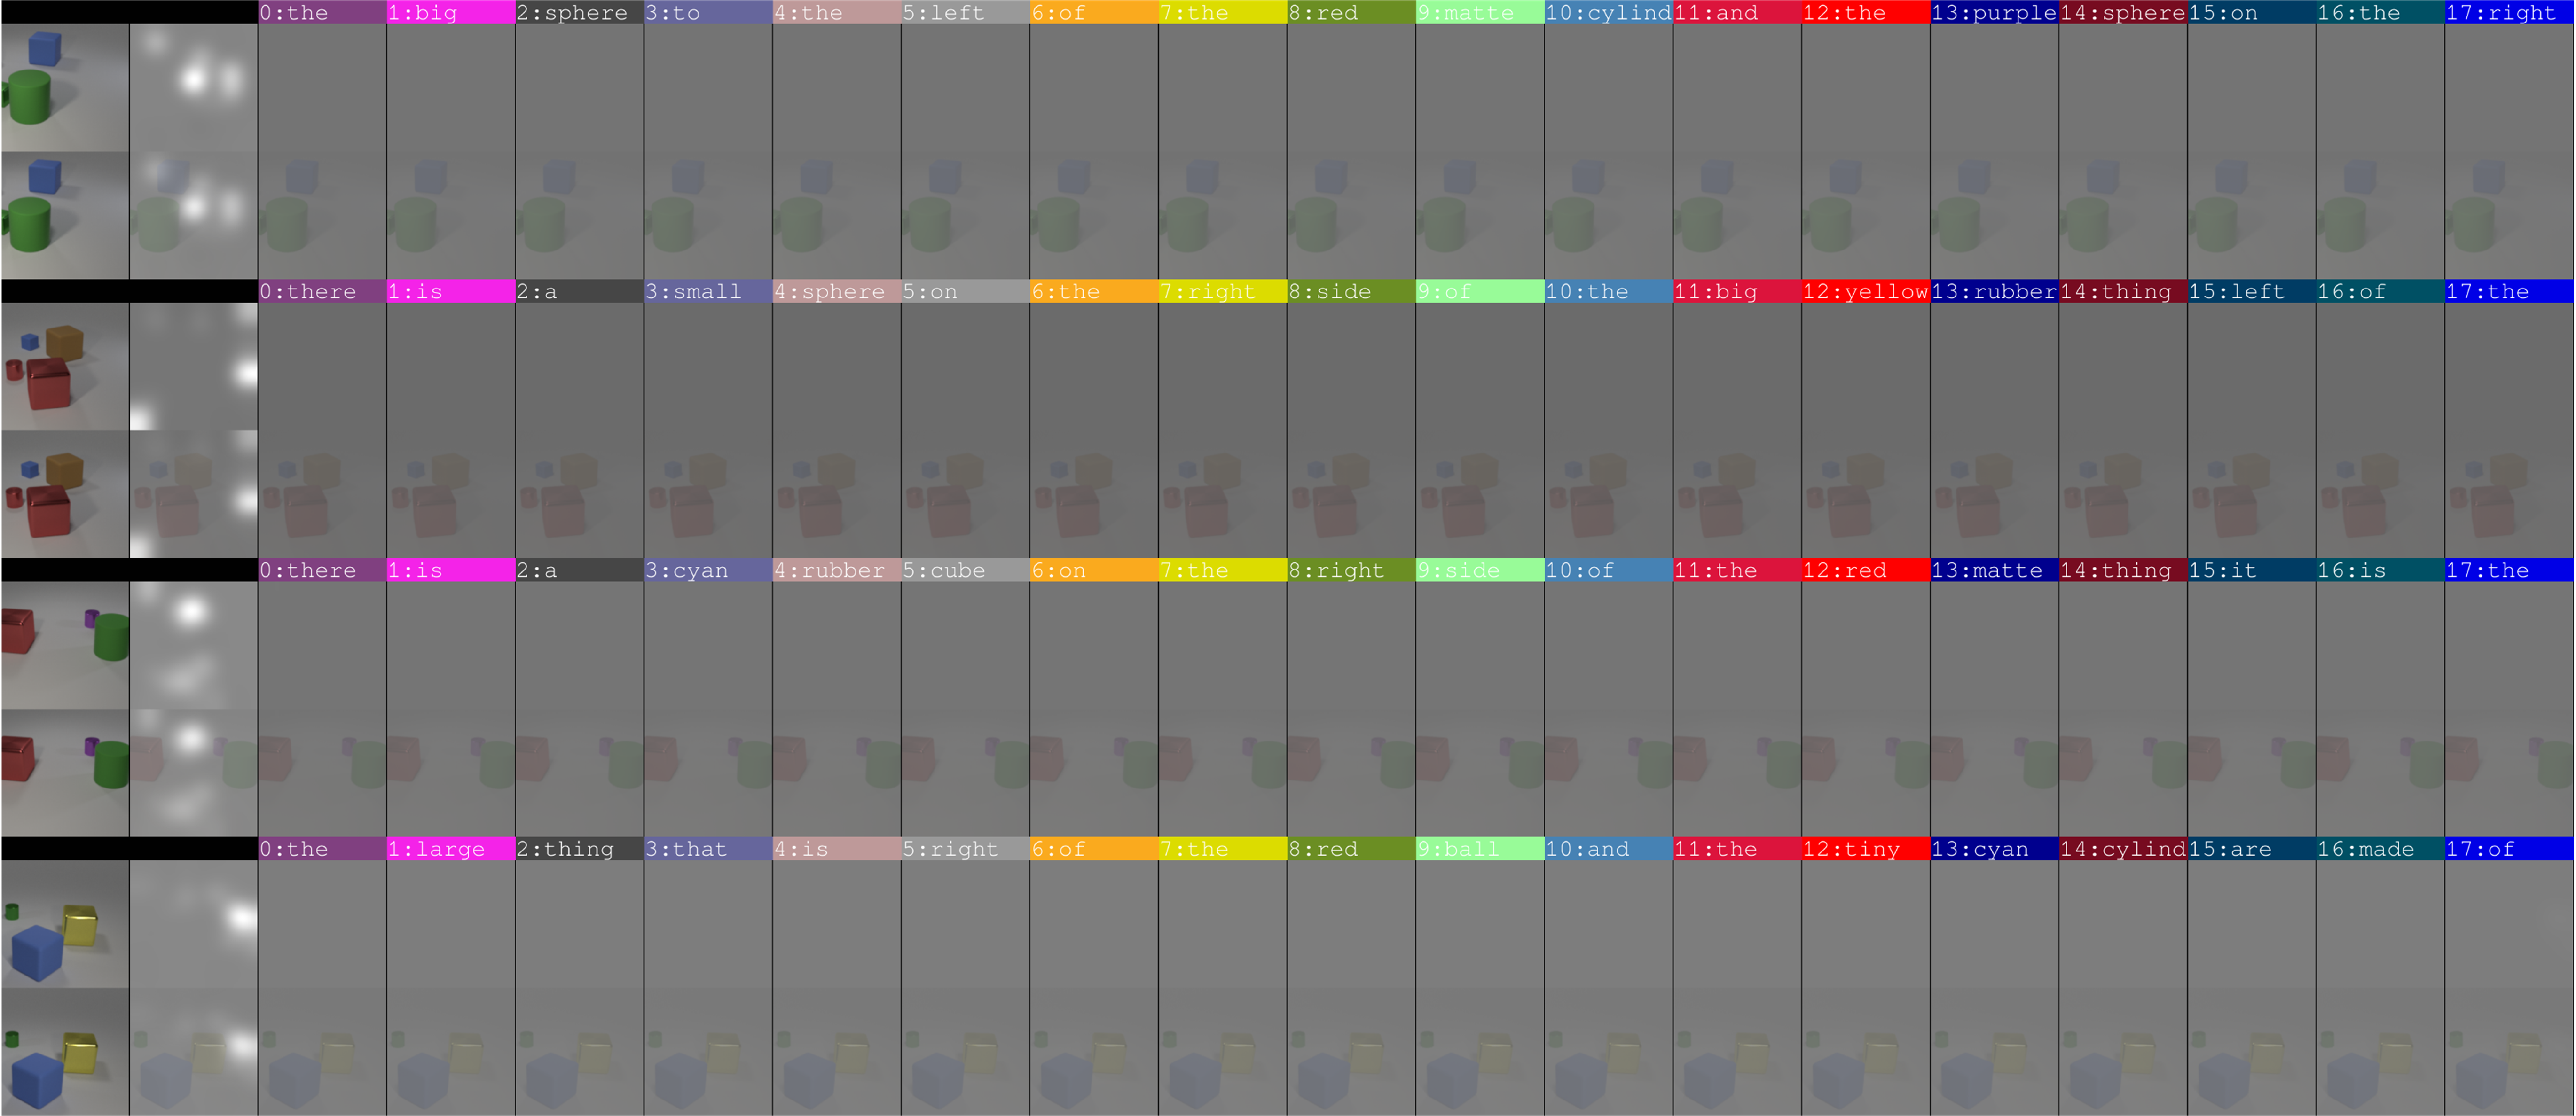 0:the 1:big 2:sphere 3:to 4:the 5:left 6:of 7:the 8:red 9:matte 10:cylind 11:and 12:the 13:purple 14:sphere 15:on 16:the 17:right
0:there 1:is 2:a 3:small 4:sphere 5:on 6:the 7:right 8:side 9:of 10:the 11:big 12:yellow 13:rubber 14:thing 15:left 16:of 17:the
0:there 1:is 2:a 3:cyan 4:rubber 5:cube 6:on 7:the 8:right 9:side 10:of 11:the 12:red 13:matte 14:thing 15:it 16:is 17:the
0:the 1:large 2:thing 3:that 4:is 5:right 6:of 7:the 8:red 9:ball 10:and 11:the 12:tiny 13:cyan 14:cylind 15:are 16:made 17:of